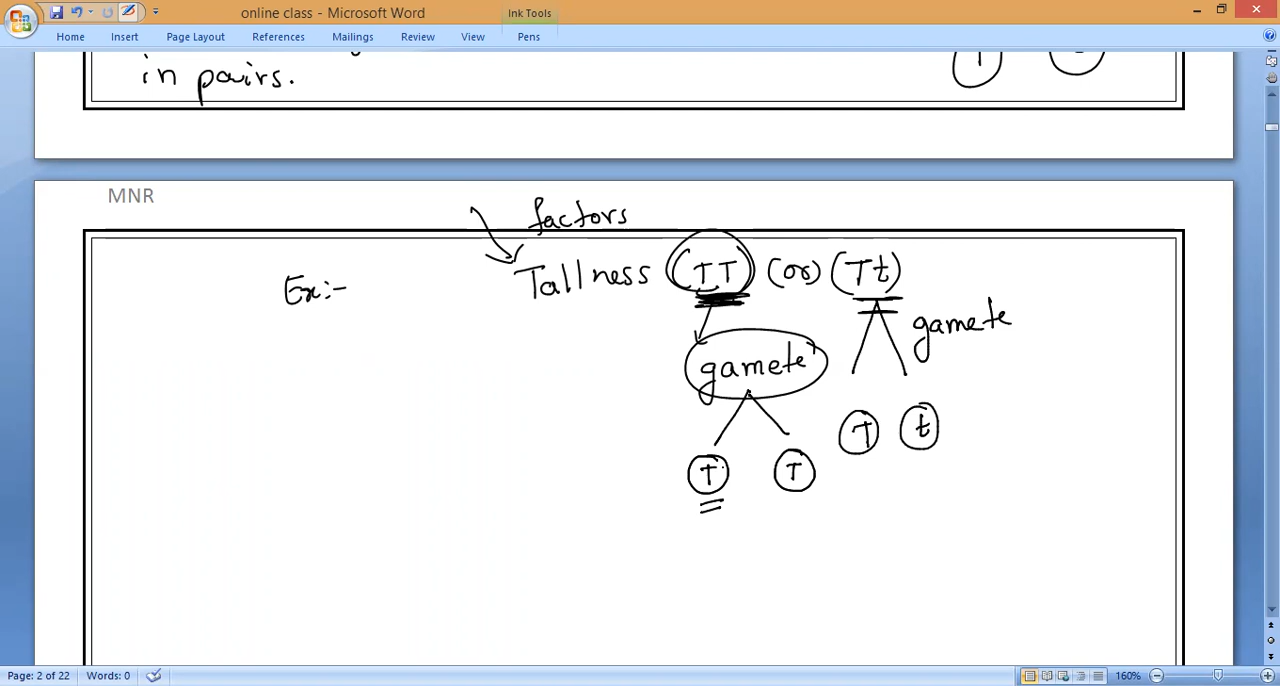 online class - Microsoft Word
Ink Tools
Home Insert Page Layout References Mailings Review View Pens
in pairs.
MNR
factors
Ex:- Tallness (TT) (or) (Tt)
gamete
gamete
T t
T T
Page: 2 of 22 Words: 0 160%